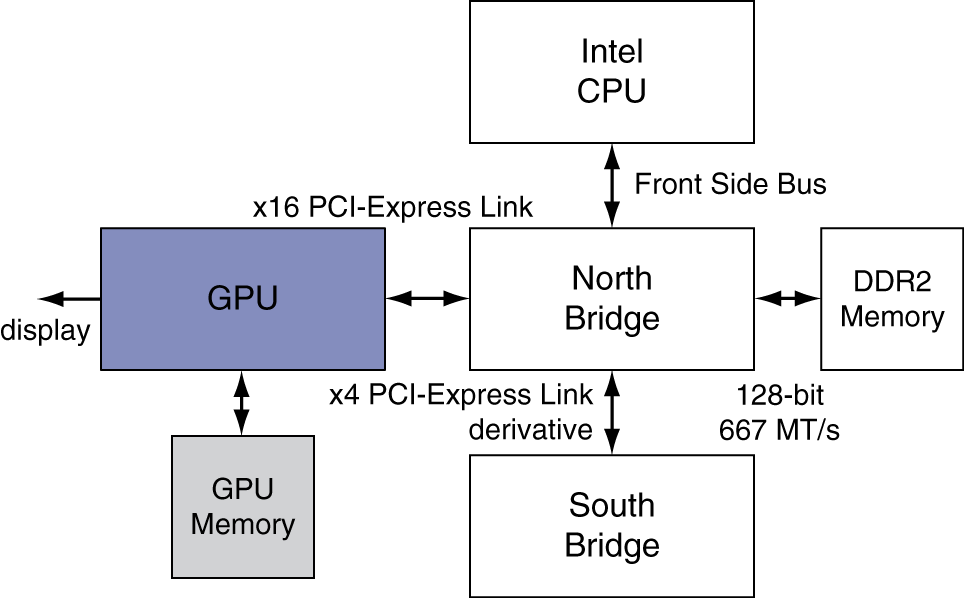 Intel
CPU
Front Side Bus
x16 PCI-Express Link
GPU
North
Bridge
DDR2
Memory
display
x4 PCI-Express Link
derivative
128-bit
667 MT/s
GPU
Memory
South
Bridge